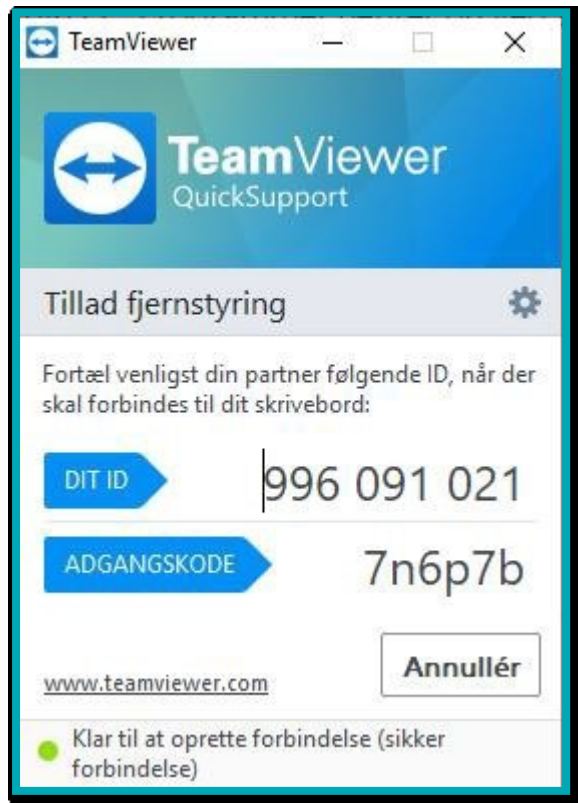 TeamViewer
TeamViewer
QuickSupport
Tillad fjernstyring
Fortæl venligst din partner følgende ID, når der
skal forbindes til dit skrivebord:
DIT ID 996 091 021
ADGANGSKODE 7n6p7b
Annullér
www.teamviewer.com
Klar til at oprette forbindelse (sikker
forbindelse)